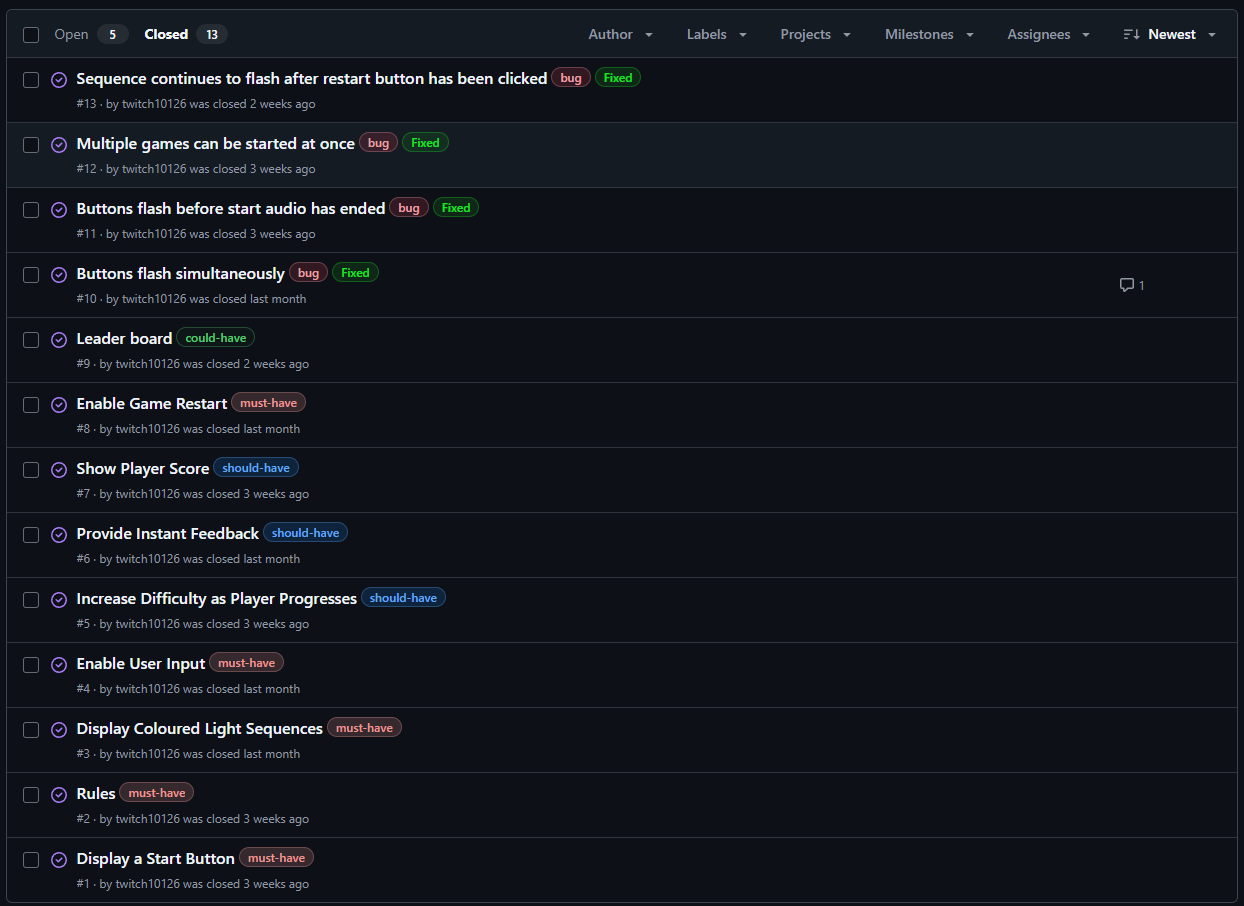 Open 5 Closed 13 Author Labels Projects Milestones Assignees Newest
Sequence continues to flash after restart button has been clicked bug Fixed
#13 · by twitch10126 was closed 2 weeks ago
Multiple games can be started at once bug Fixed
#12 · by twitch10126 was closed 3 weeks ago
Buttons flash before start audio has ended bug Fixed
#11 · by twitch10126 was closed 3 weeks ago
Buttons flash simultaneously bug Fixed
1
#10 · by twitch10126 was closed last month
Leader board could-have
#9 · by twitch10126 was closed 2 weeks ago
Enable Game Restart must-have
#8 · by twitch10126 was closed last month
Show Player Score should-have
#7 · by twitch10126 was closed 3 weeks ago
Provide Instant Feedback should-have
#6 · by twitch10126 was closed last month
Increase Difficulty as Player Progresses should-have
#5 · by twitch10126 was closed 3 weeks ago
Enable User Input must-have
#4 · by twitch10126 was closed last month
Display Coloured Light Sequences must-have
#3 · by twitch10126 was closed last month
Rules must-have
#2 · by twitch10126 was closed 3 weeks ago
Display a Start Button must-have
#1 · by twitch10126 was closed 3 weeks ago